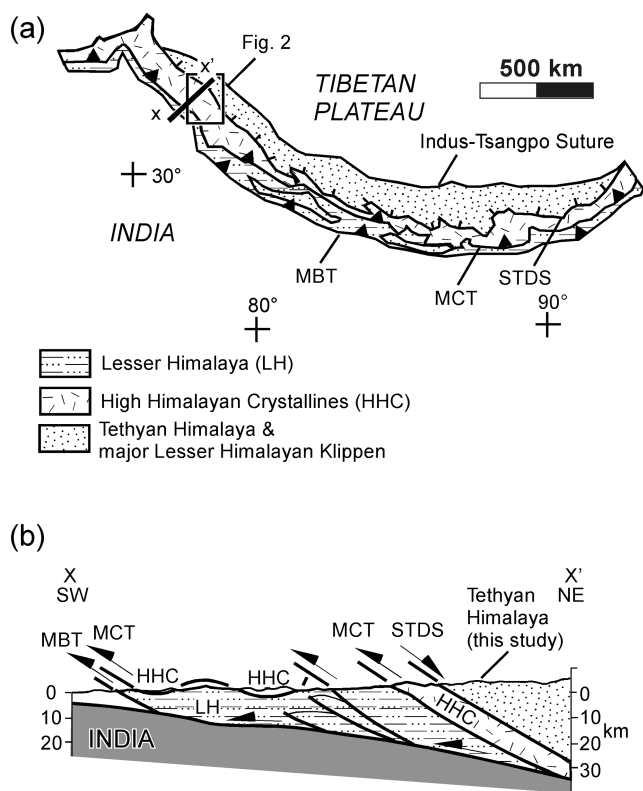 (a)
Fig. 2
x'
x
TIBETAN
PLATEAU
500 km
Indus-Tsangpo Suture
30°
INDIA
MBT
MCT
STDS
80°
90°
Lesser Himalaya (LH)
High Himalayan Crystallines (HHC)
Tethyan Himalaya &
major Lesser Himalayan Klippen
(b)
X
SW
X'
NE
Tethyan
Himalaya
(this study)
MBT
MCT
HHC
HHC
MCT
STDS
0
10
20
LH
HHC
INDIA
0
10
20
30
km